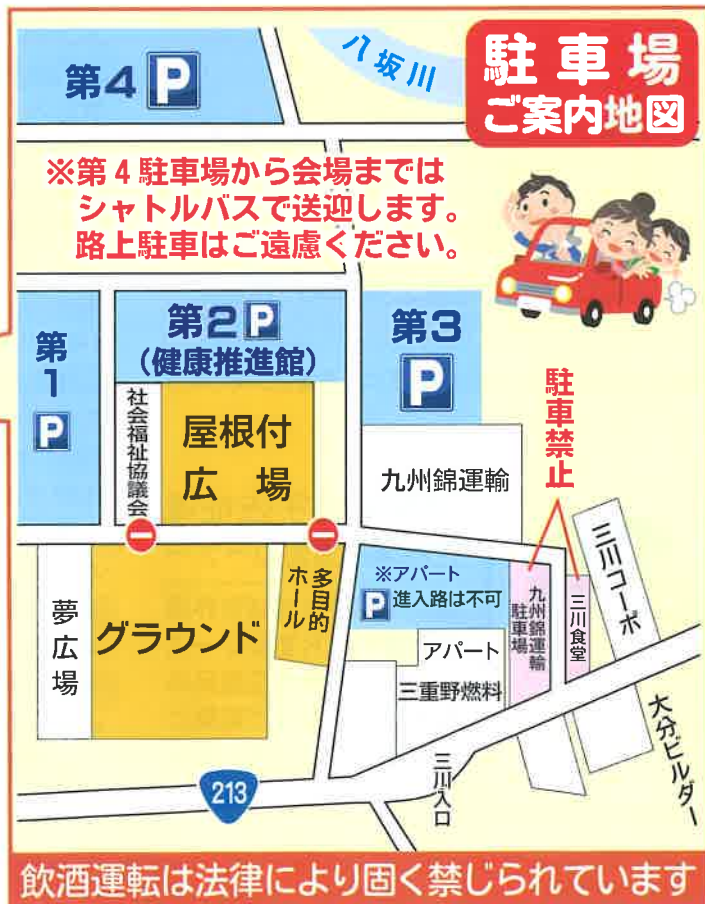 駐車場
ご案内地図
八坂川
第4 P
※第4駐車場から会場までは
シャトルバスで送迎します。
路上駐車はご遠慮ください。
第1
P
第2 P
(健康推進館)
第3
P
社会福祉協議会
屋根付
広場
九州錦運輸
駐車禁止
夢広場
グラウンド
多目的
ホール
※アパート
P 進入路は不可
アパート
三重野燃料
九州錦運輸
駐車場
三川食堂
三川コーポ
大分ビルダー
三川入口
213
飲酒運転は法律により固く禁じられています